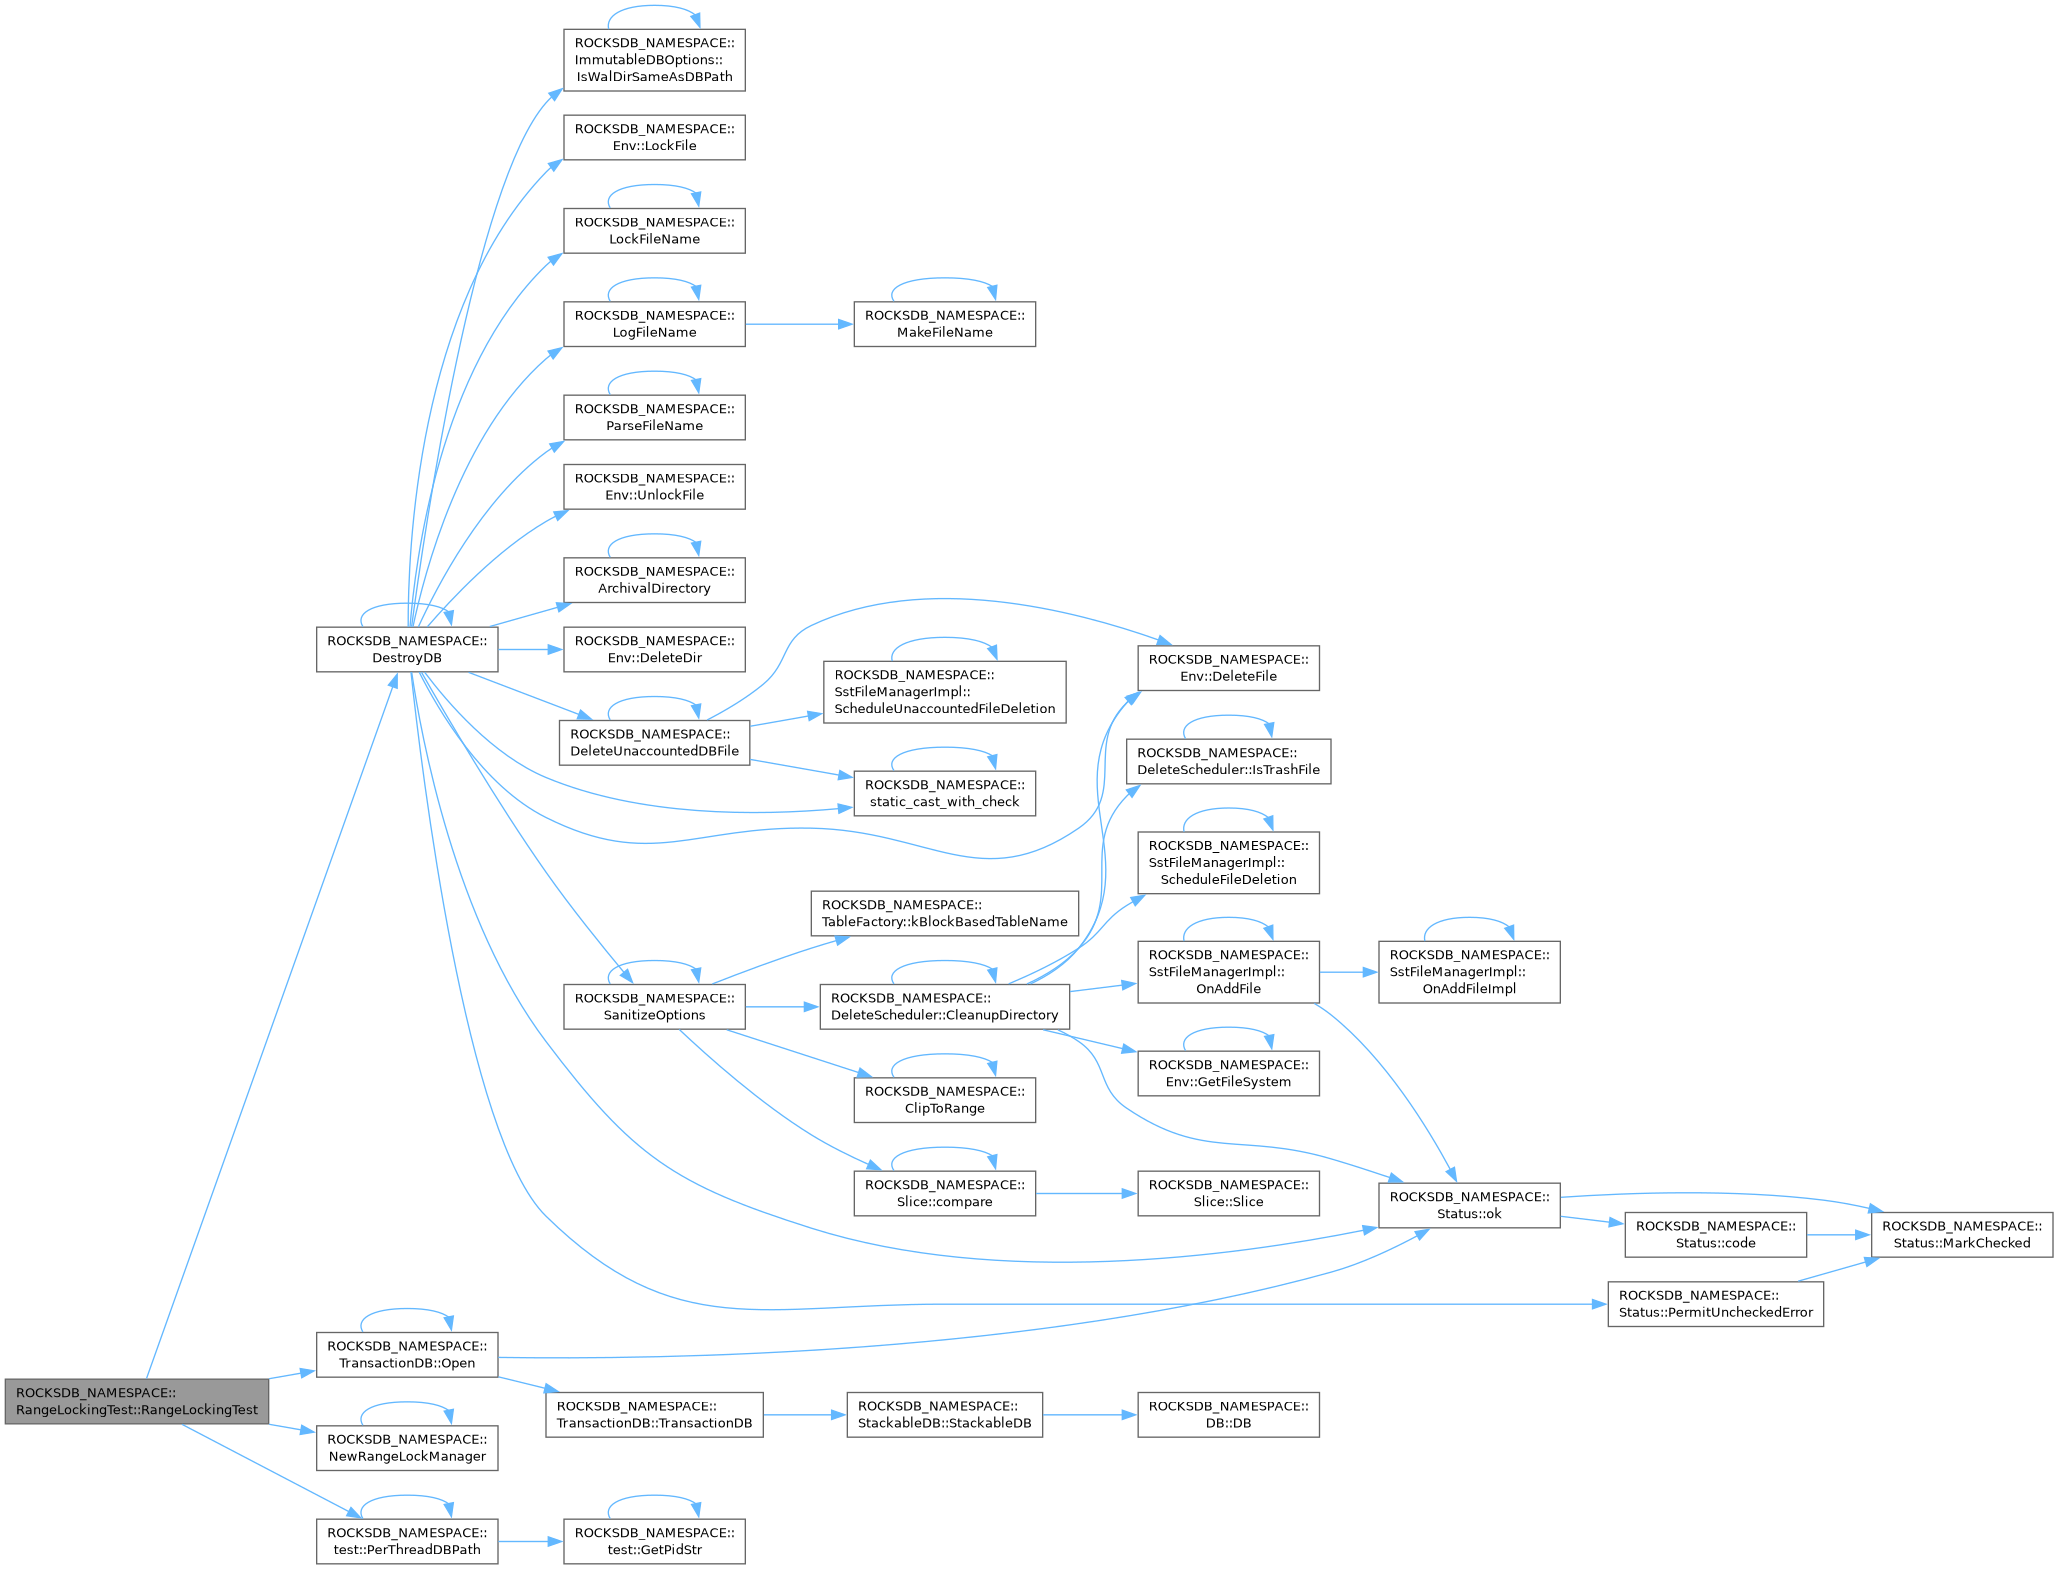 ROCKSDB_NAMESPACE::
ImmutableDBOptions::
IsWalDirSameAsDBPath
ROCKSDB_NAMESPACE::
Env::LockFile
ROCKSDB_NAMESPACE::
LockFileName
ROCKSDB_NAMESPACE::
LogFileName
ROCKSDB_NAMESPACE::
MakeFileName
ROCKSDB_NAMESPACE::
ParseFileName
ROCKSDB_NAMESPACE::
Env::UnlockFile
ROCKSDB_NAMESPACE::
ArchivalDirectory
ROCKSDB_NAMESPACE::
DestroyDB
ROCKSDB_NAMESPACE::
Env::DeleteDir
ROCKSDB_NAMESPACE::
SstFileManagerImpl::
ScheduleUnaccountedFileDeletion
ROCKSDB_NAMESPACE::
Env::DeleteFile
ROCKSDB_NAMESPACE::
DeleteUnaccountedDBFile
ROCKSDB_NAMESPACE::
DeleteScheduler::IsTrashFile
ROCKSDB_NAMESPACE::
static_cast_with_check
ROCKSDB_NAMESPACE::
SstFileManagerImpl::
ScheduleFileDeletion
ROCKSDB_NAMESPACE::
TableFactory::kBlockBasedTableName
ROCKSDB_NAMESPACE::
SstFileManagerImpl::
OnAddFile
ROCKSDB_NAMESPACE::
SstFileManagerImpl::
OnAddFileImpl
ROCKSDB_NAMESPACE::
SanitizeOptions
ROCKSDB_NAMESPACE::
DeleteScheduler::CleanupDirectory
ROCKSDB_NAMESPACE::
Env::GetFileSystem
ROCKSDB_NAMESPACE::
ClipToRange
ROCKSDB_NAMESPACE::
Slice::compare
ROCKSDB_NAMESPACE::
Slice::Slice
ROCKSDB_NAMESPACE::
Status::ok
ROCKSDB_NAMESPACE::
Status::code
ROCKSDB_NAMESPACE::
Status::MarkChecked
ROCKSDB_NAMESPACE::
Status::PermitUncheckedError
ROCKSDB_NAMESPACE::
TransactionDB::Open
ROCKSDB_NAMESPACE::
RangeLockingTest::RangeLockingTest
ROCKSDB_NAMESPACE::
TransactionDB::TransactionDB
ROCKSDB_NAMESPACE::
StackableDB::StackableDB
ROCKSDB_NAMESPACE::
DB::DB
ROCKSDB_NAMESPACE::
NewRangeLockManager
ROCKSDB_NAMESPACE::
test::PerThreadDBPath
ROCKSDB_NAMESPACE::
test::GetPidStr